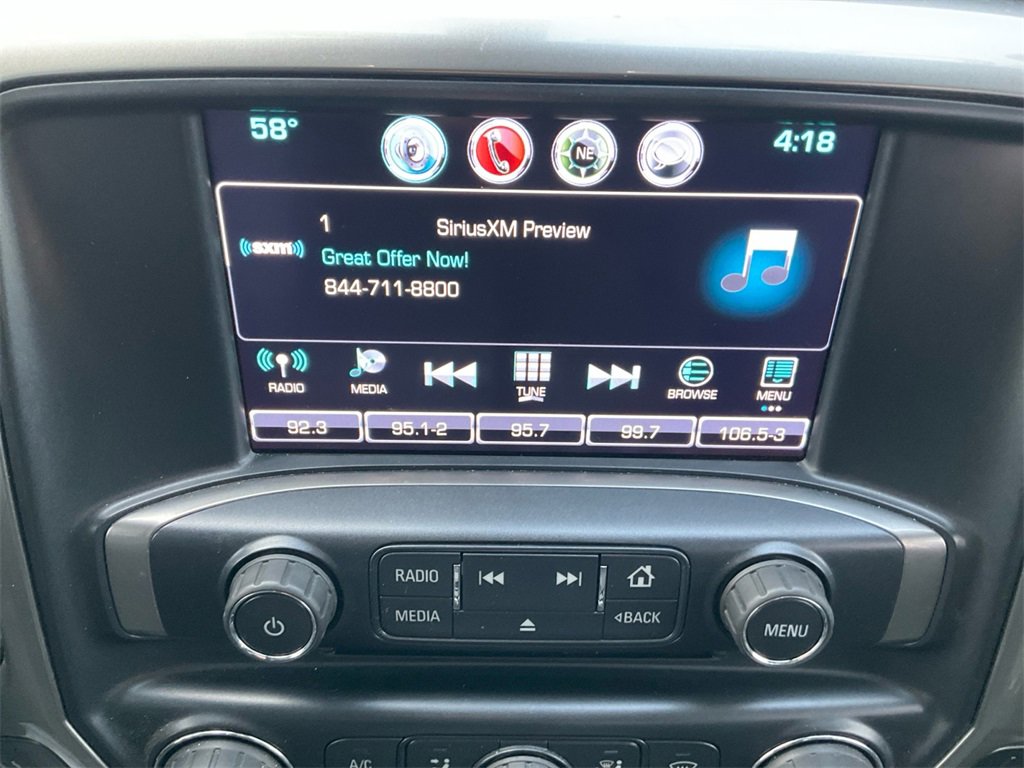 58° NE 4:18
1 SiriusXM Preview
((sxm)) Great Offer Now!
844-711-8800
RADIO MEDIA TUNE BROWSE MENU
92.3 95.1-2 95.7 99.7 106.5-3
RADIO
MEDIA ◃BACK MENU
A/C